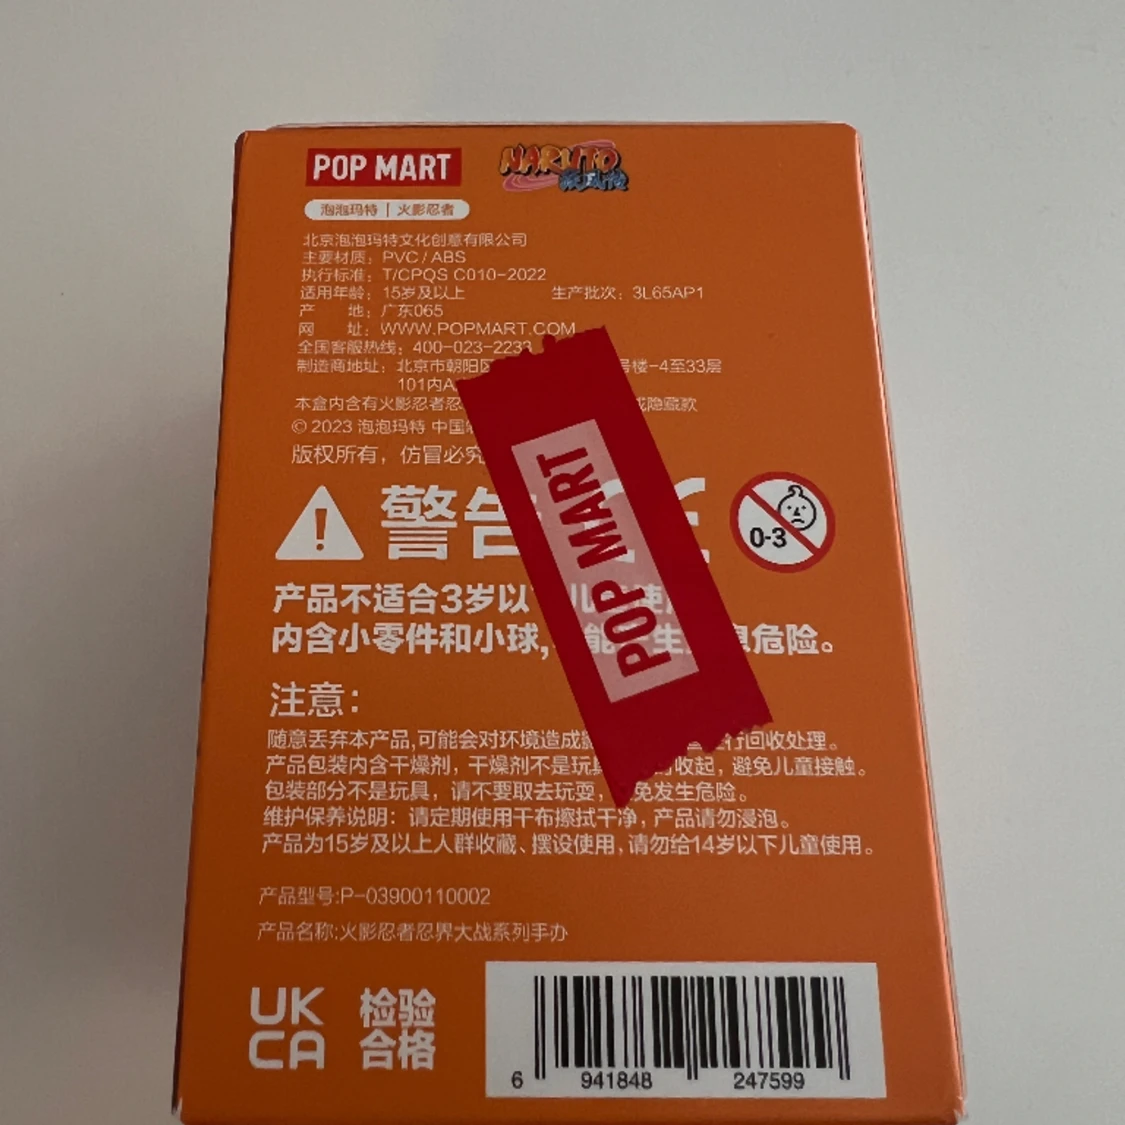 POP MART NARUTO 疾風伝
泡泡玛特 | 火影忍者
北京泡泡玛特文化创意有限公司
主要材质：PVC / ABS
执行标准：T/CPQS C010-2022
适用年龄：15岁及以上 生产批次：3L65AP1
产 地：广东065
网 址：WWW.POPMART.COM
全国客服热线：400-023-2233
制造商地址：北京市朝阳区 号楼-4至33层
101内A
本盒内含有火影忍者忍 或隐藏款
© 2023 泡泡玛特 中国制
版权所有，仿冒必究
警告
0-3
POP MART
产品不适合3岁以 儿 使
内含小零件和小球, 能 生 息危险。
注意：
随意丢弃本产品,可能会对环境造成影 行回收处理。
产品包装内含干燥剂，干燥剂不是玩具 时收起，避免儿童接触。
包装部分不是玩具，请不要取去玩耍， 免发生危险。
维护保养说明：请定期使用干布擦拭干净,产品请勿浸泡。
产品为15岁及以上人群收藏、摆设使用,请勿给14岁以下儿童使用。
产品型号:P-03900110002
产品名称:火影忍者忍界大战系列手办
UK 检验
CA 合格
6 941848 247599